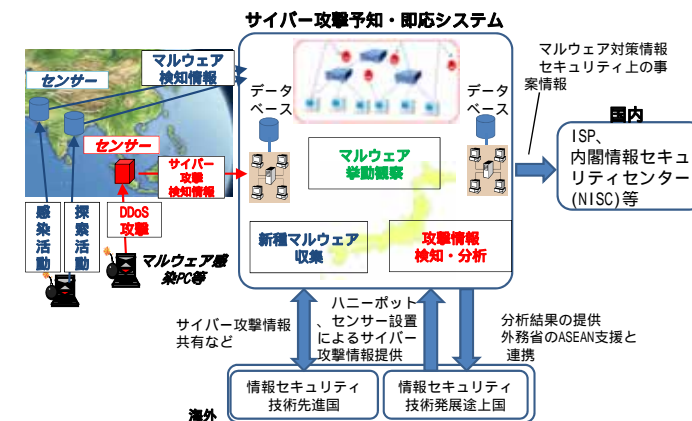 サイバー攻撃予知・即応システム
マルウェア
検知情報
センサー
センサー
サイバー
攻撃
検知情報
感染活動
探索活動
DDoS
攻撃
マルウェア感
染PC等
データ
ベース
データ
ベース
マルウェア
挙動観察
新種マルウェア
収集
攻撃情報
検知・分析
マルウェア対策情報
セキュリティ上の事
案情報
国内
ISP、
内閣情報セキュ
リティセンター
(NISC)等
サイバー攻撃情報
共有など
ハニーポット
、センサー設置
によるサイバー
攻撃情報提供
分析結果の提供
外務省のASEAN支援と
連携
情報セキュリティ
技術先進国
情報セキュリティ
技術発展途上国
海外